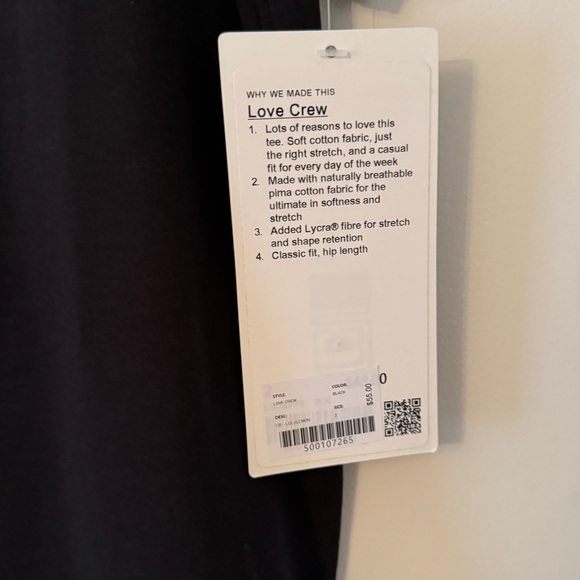 WHY WE MADE THIS
Love Crew
1. Lots of reasons to love this
tee. Soft cotton fabric, just
the right stretch, and a casual
fit for every day of the week
2. Made with naturally breathable
pima cotton fabric for the
ultimate in softness and
stretch
3. Added Lycra® fibre for stretch
and shape retention
4. Classic fit, hip length
STYLE: COLOR:
LOVE CREW BLACK
DESC: SIZE:
$55.00
500107265